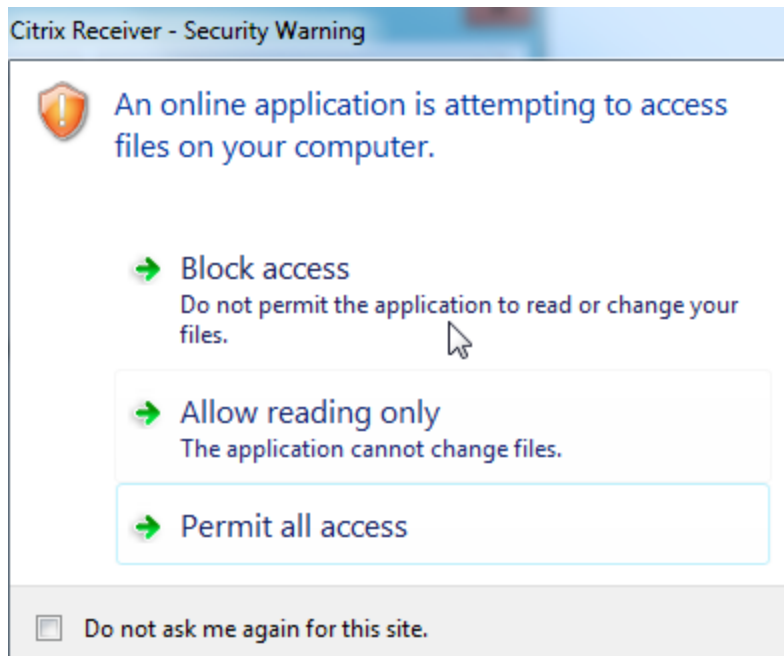 Citrix Receiver - Security Warning
An online application is attempting to access
files on your computer.
Block access
Do not permit the application to read or change your
files.
Allow reading only
The application cannot change files.
Permit all access
Do not ask me again for this site.